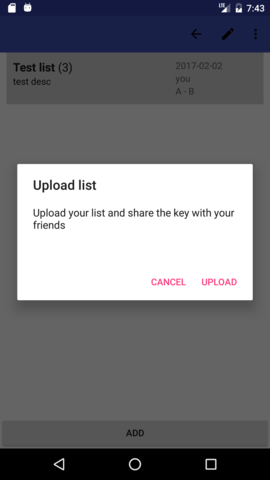 7:43
Test list (3)
test desc
2017-02-02
you
A - B
Upload list
Upload your list and share the key with your
friends
CANCEL
UPLOAD
ADD